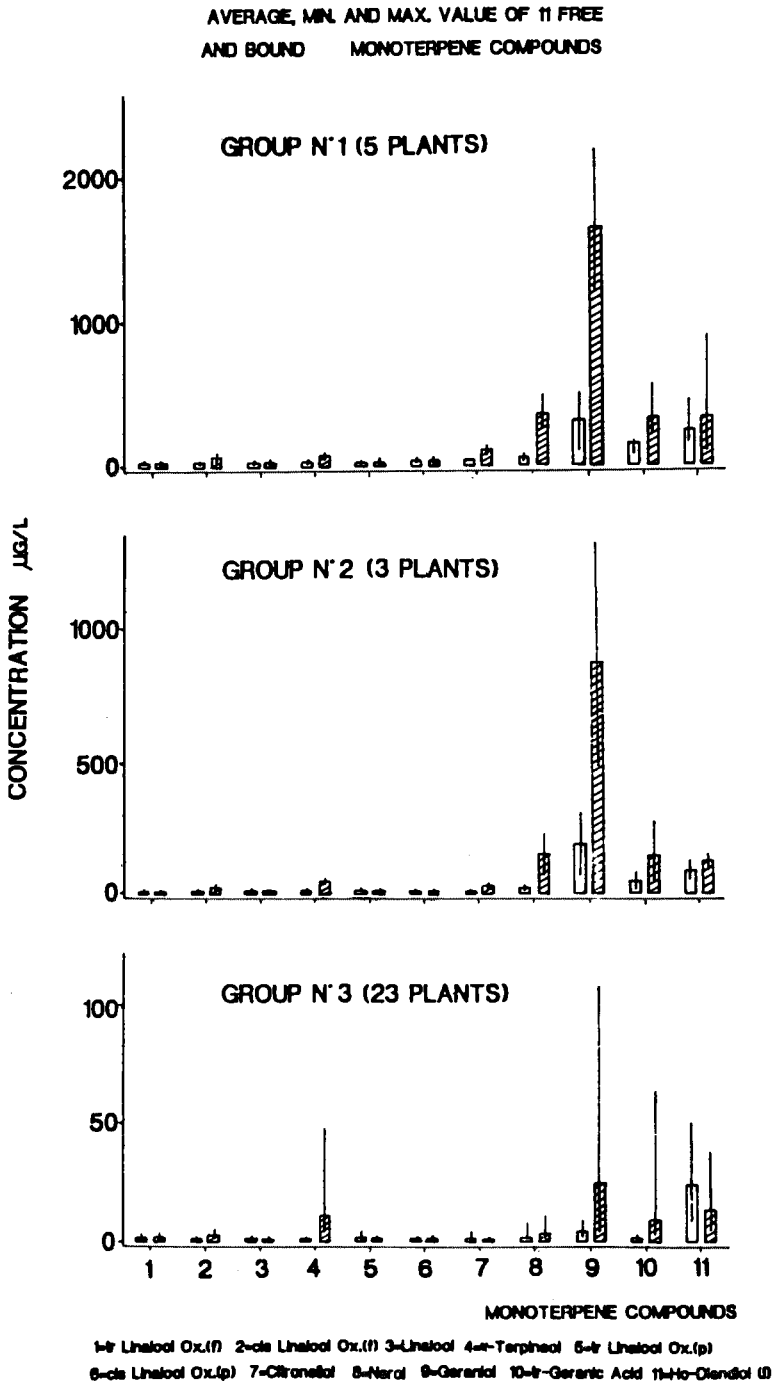 AVERAGE, MIN. AND MAX. VALUE OF 11 FREE
AND BOUND MONOTERPENE COMPOUNDS
GROUP N°1 (5 PLANTS)
2000
1000
0
GROUP N°2 (3 PLANTS)
1000
500
0
CONCENTRATION µG/L
GROUP N°3 (23 PLANTS)
100
50
0
1 2 3 4 5 6 7 8 9 10 11
MONOTERPENE COMPOUNDS
1=tr Linalool Ox.(f) 2=cis Linalool Ox.(f) 3=Linalool 4=α-Terpineol 5=tr Linalool Ox.(p)
6=cis Linalool Ox.(p) 7=Citronellol 8=Nerol 9=Geraniol 10=tr-Geranic Acid 11=Ho-Diendiol (I)